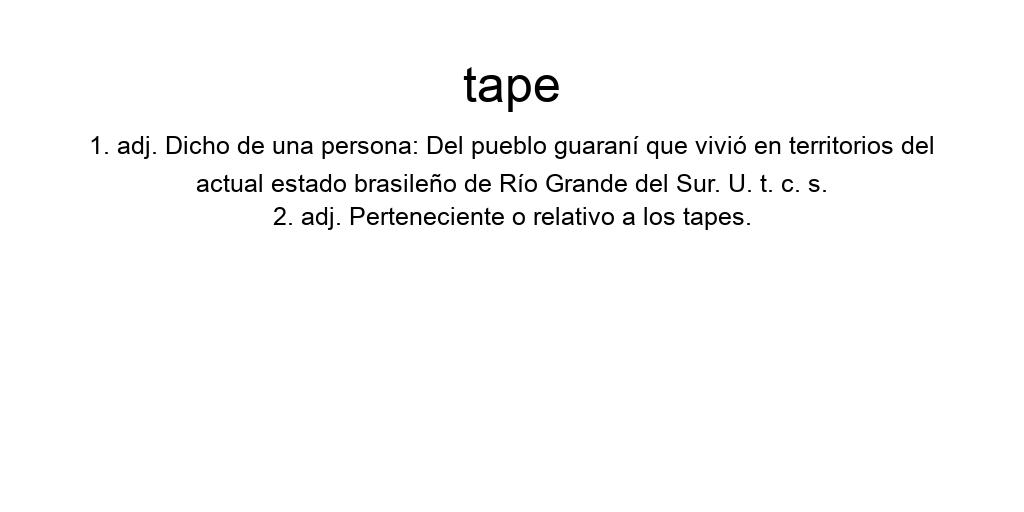 tape
1. adj. Dicho de una persona: Del pueblo guaraní que vivió en territorios del
actual estado brasileño de Río Grande del Sur. U. t. c. s.
2. adj. Perteneciente o relativo a los tapes.